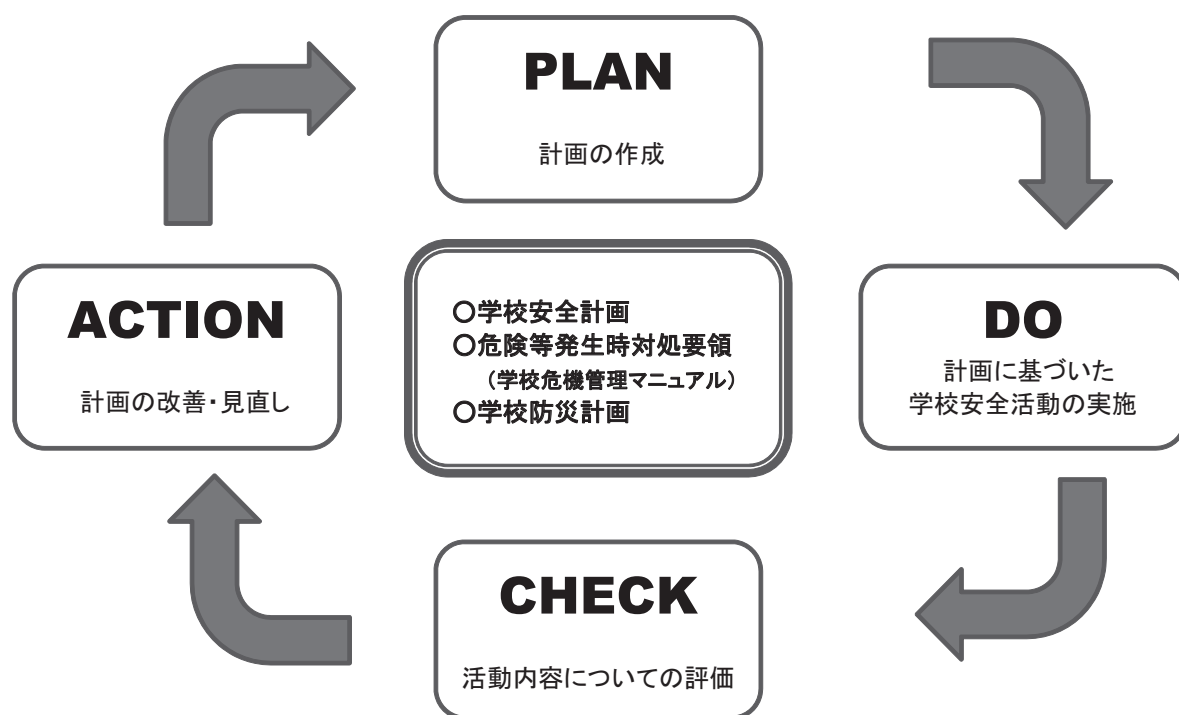 PLAN
計画の作成
ACTION
計画の改善・見直し
○学校安全計画
○危険等発生時対処要領
（学校危機管理マニュアル）
○学校防災計画
DO
計画に基づいた
学校安全活動の実施
CHECK
活動内容についての評価